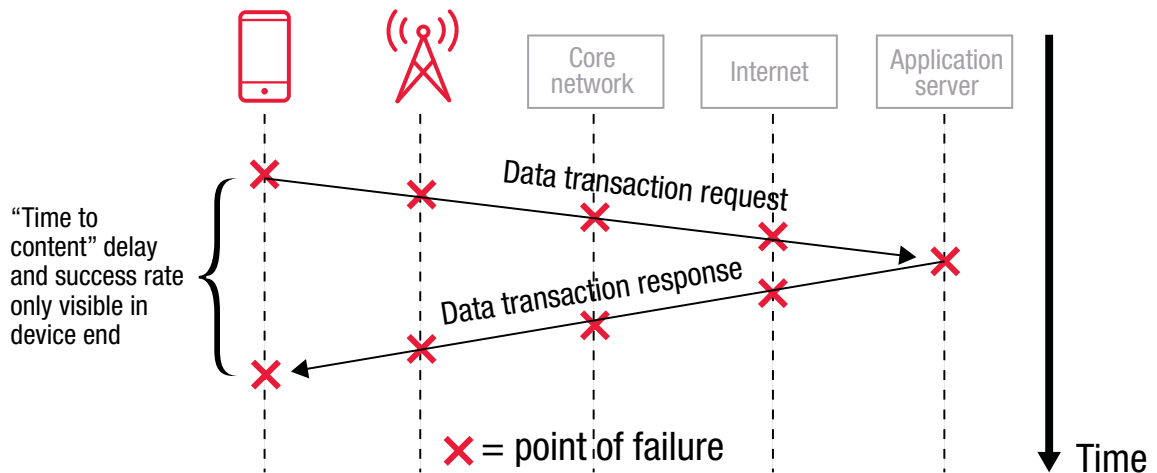 Core
network
Internet
Application
server
Data transaction request
“Time to
content” delay
and success rate
only visible in
device end
Data transaction response
= point of failure
Time